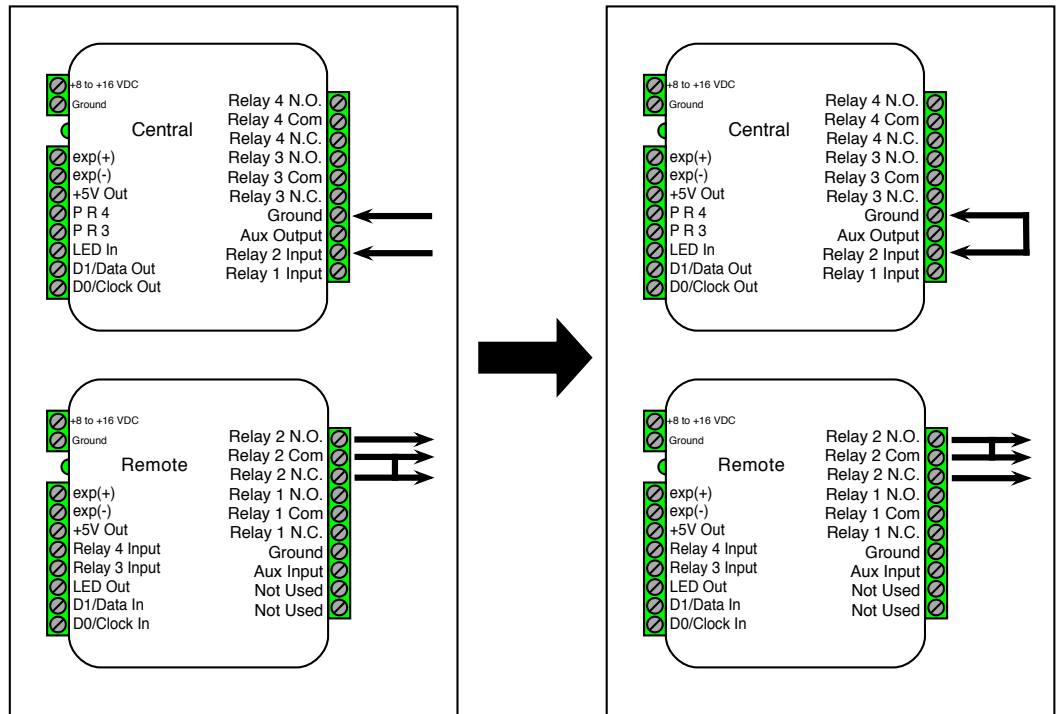 +8 to +16 VDC
Ground
Central
exp(+)
exp(-)
+5V Out
P R 4
P R 3
LED In
D1/Data Out
D0/Clock Out
Relay 4 N.O.
Relay 4 Com
Relay 4 N.C.
Relay 3 N.O.
Relay 3 Com
Relay 3 N.C.
Ground
Aux Output
Relay 2 Input
Relay 1 Input
+8 to +16 VDC
Ground
Remote
exp(+)
exp(-)
+5V Out
Relay 4 Input
Relay 3 Input
LED Out
D1/Data In
D0/Clock In
Relay 2 N.O.
Relay 2 Com
Relay 2 N.C.
Relay 1 N.O.
Relay 1 Com
Relay 1 N.C.
Ground
Aux Input
Not Used
Not Used
+8 to +16 VDC
Ground
Central
exp(+)
exp(-)
+5V Out
P R 4
P R 3
LED In
D1/Data Out
D0/Clock Out
Relay 4 N.O.
Relay 4 Com
Relay 4 N.C.
Relay 3 N.O.
Relay 3 Com
Relay 3 N.C.
Ground
Aux Output
Relay 2 Input
Relay 1 Input
+8 to +16 VDC
Ground
Remote
exp(+)
exp(-)
+5V Out
Relay 4 Input
Relay 3 Input
LED Out
D1/Data In
D0/Clock In
Relay 2 N.O.
Relay 2 Com
Relay 2 N.C.
Relay 1 N.O.
Relay 1 Com
Relay 1 N.C.
Ground
Aux Input
Not Used
Not Used